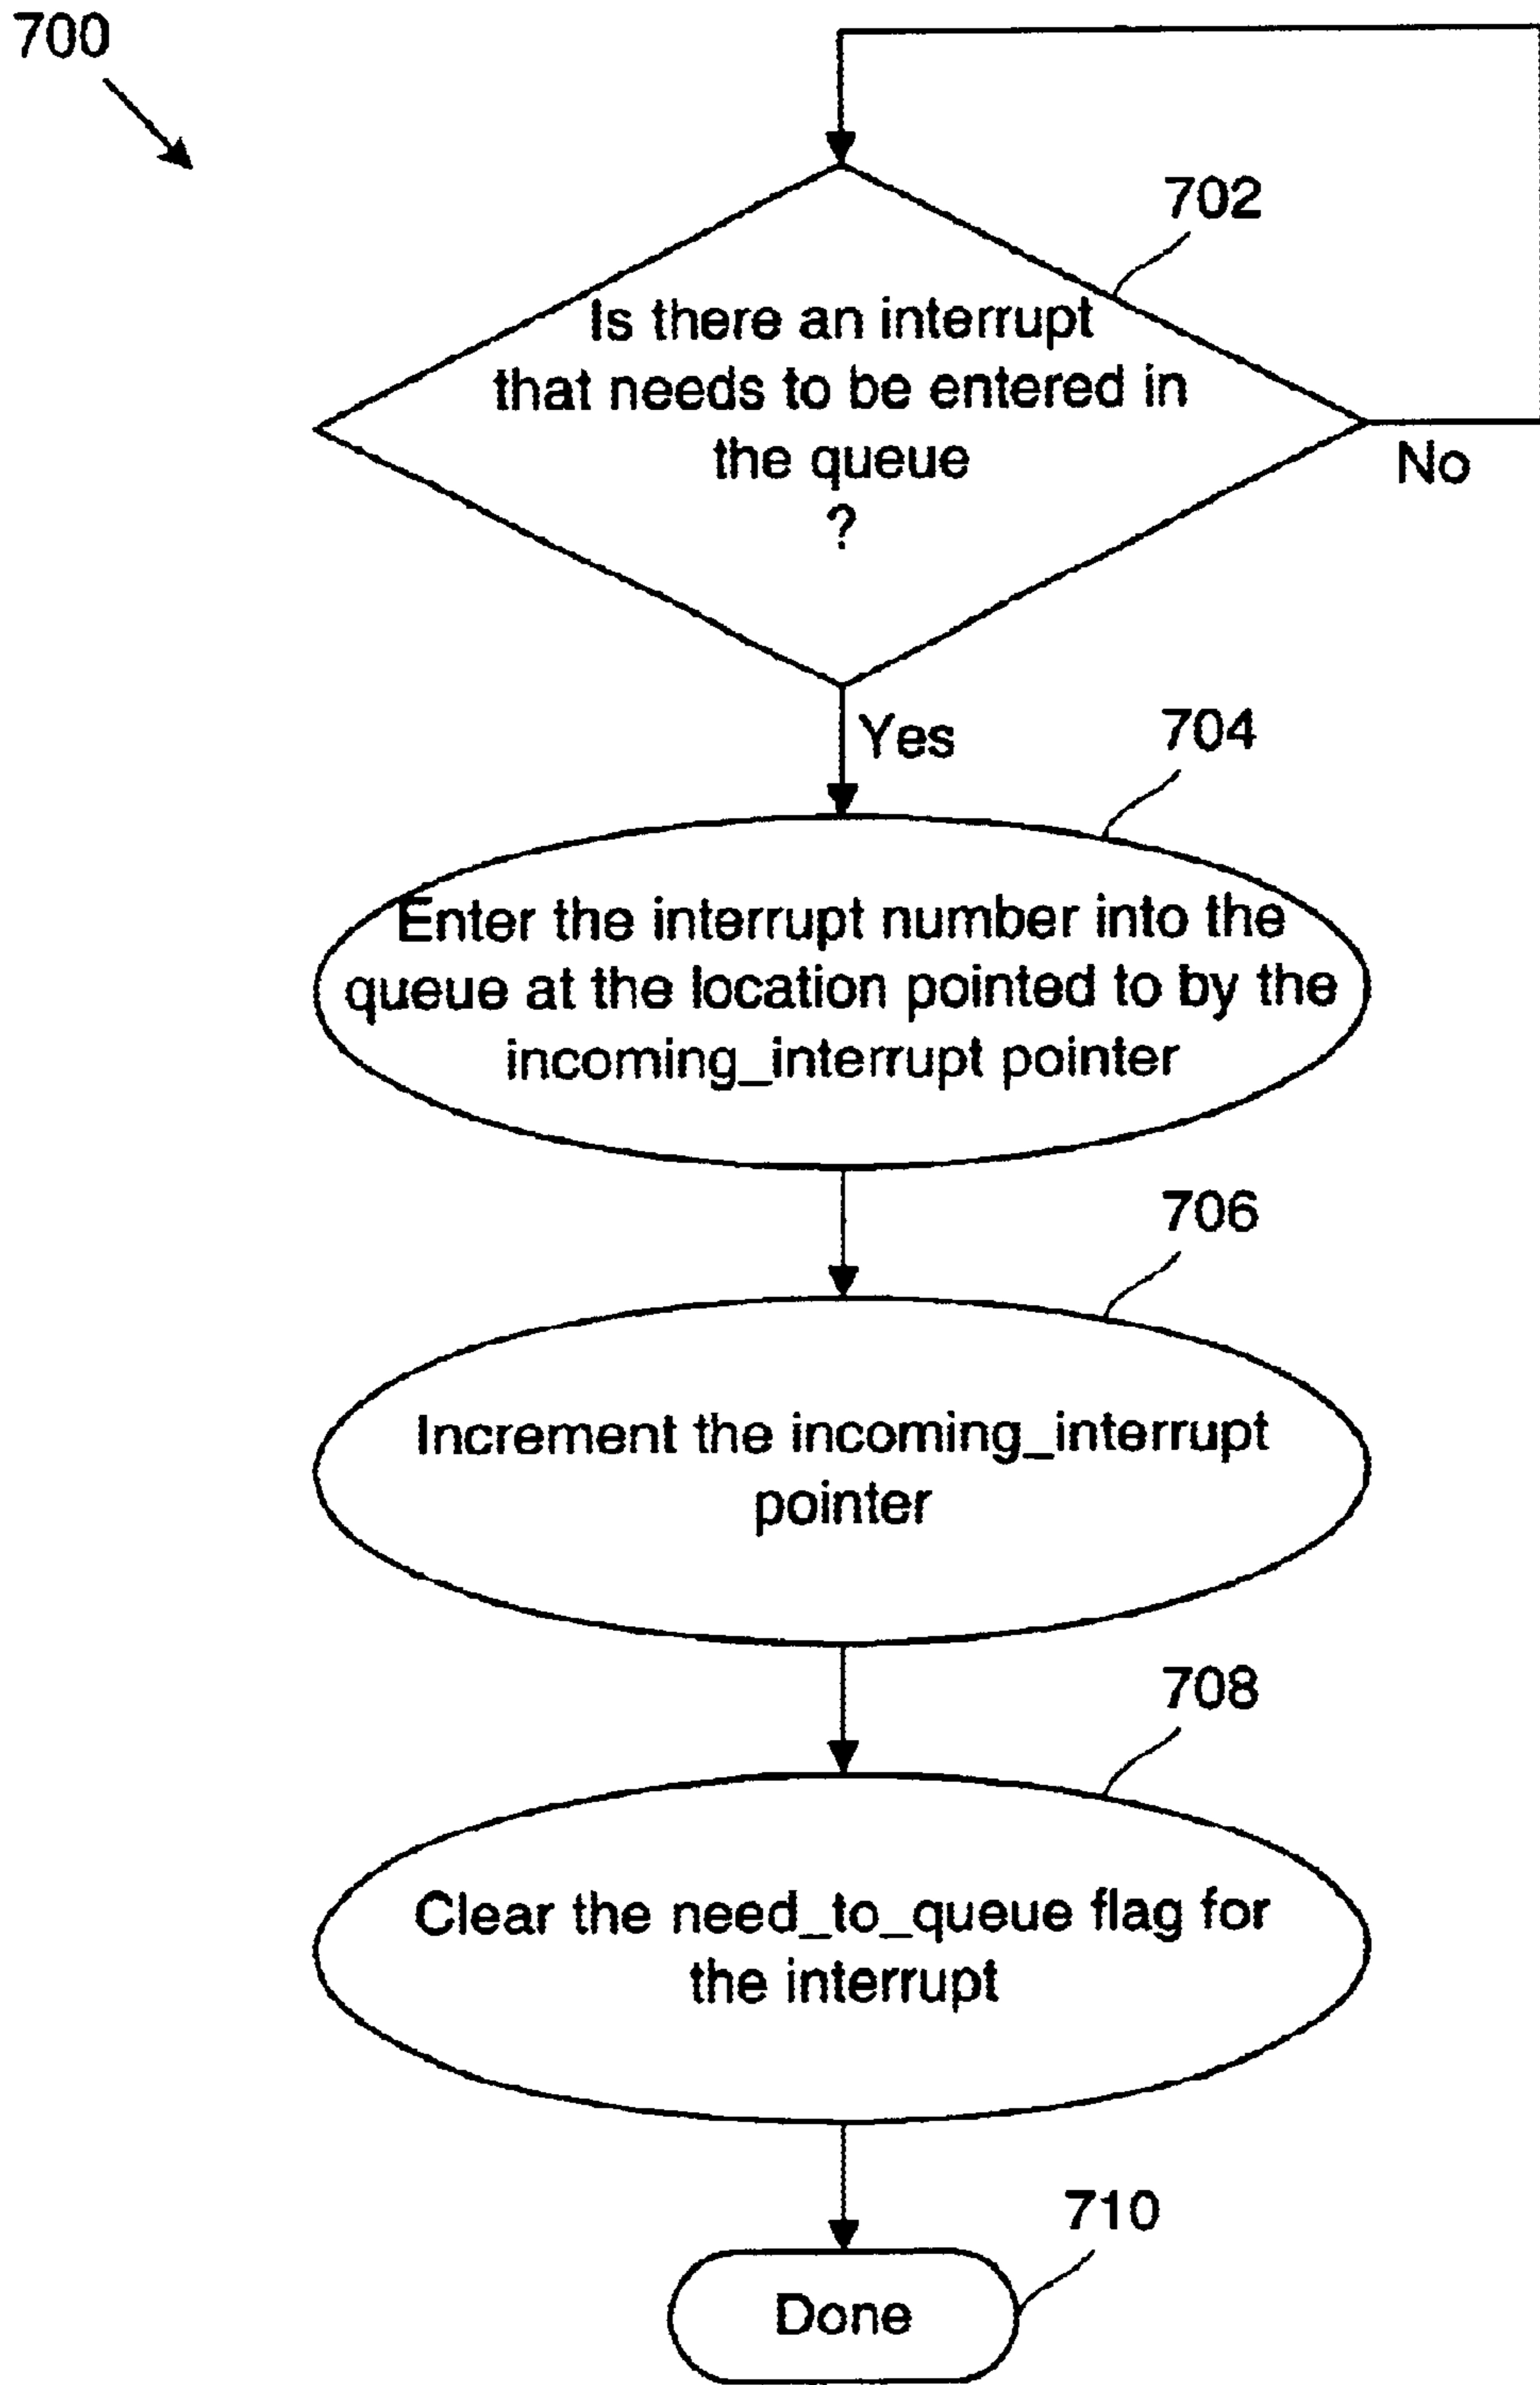 700
702
Is there an interrupt
that needs to be entered in
the queue
?
No
Yes
704
Enter the interrupt number into the
queue at the location pointed to by the
incoming_interrupt pointer
706
Increment the incoming_interrupt
pointer
708
Clear the need_to_queue flag for
the interrupt
710
Done